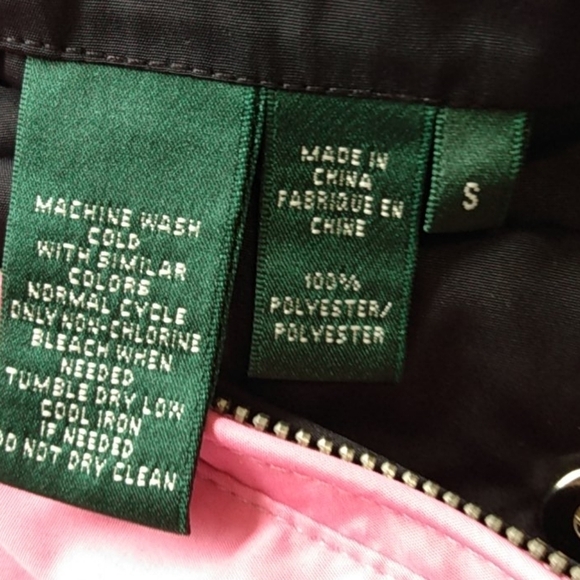 MACHINE WASH
COLD
WITH SIMILAR
COLORS
NORMAL CYCLE
ONLY NON-CHLORINE
BLEACH WHEN
NEEDED
TUMBLE DRY LOW
COOL IRON
IF NEEDED
DO NOT DRY CLEAN
MADE IN
CHINA
FABRIQUE EN
CHINE
100%
POLYESTER/
POLYESTER
S